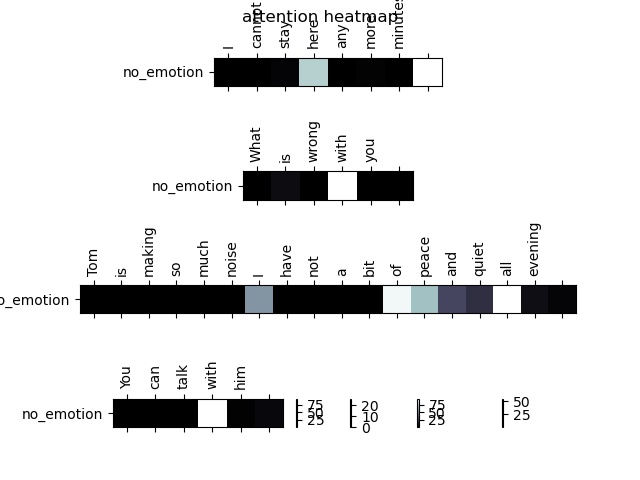 attention heatmap
I cannot stay here any more minutes
no_emotion
What is wrong with you
no_emotion
Tom is making so much noise I have not a bit of peace and quiet all evening
no_emotion
You can talk with him
no_emotion
75 50 25
20 10 0
75 50 25
50 25